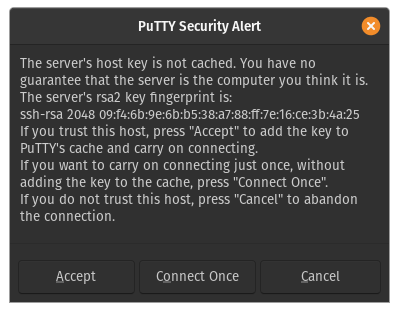 PuTTY Security Alert
The server's host key is not cached. You have no
guarantee that the server is the computer you think it is.
The server's rsa2 key fingerprint is:
ssh-rsa 2048 09:f4:6b:9e:6b:b5:38:a7:88:ff:7e:16:ce:3b:4a:25
If you trust this host, press "Accept" to add the key to
PuTTY's cache and carry on connecting.
If you want to carry on connecting just once, without
adding the key to the cache, press "Connect Once".
If you do not trust this host, press "Cancel" to abandon
the connection.
Accept
Connect Once
Cancel